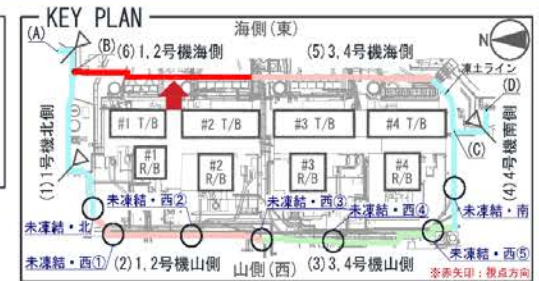 KEY PLAN
海側(東)
N
(A)
(B)
(6)1,2号機海側
(5)3,4号機海側
凍土ライン
(D)
#1 T/B
#2 T/B
#3 T/B
#4 T/B
(C)
(1)1号機北側
(4)4号機南側
#1
R/B
#2
R/B
#3
R/B
#4
R/B
未凍結・西②
未凍結・西③
未凍結・西④
未凍結・南
未凍結・北
未凍結・西①
(2)1,2号機山側
山側(西)
(3)3,4号機山側
未凍結・西⑤
※赤矢印:視点方向